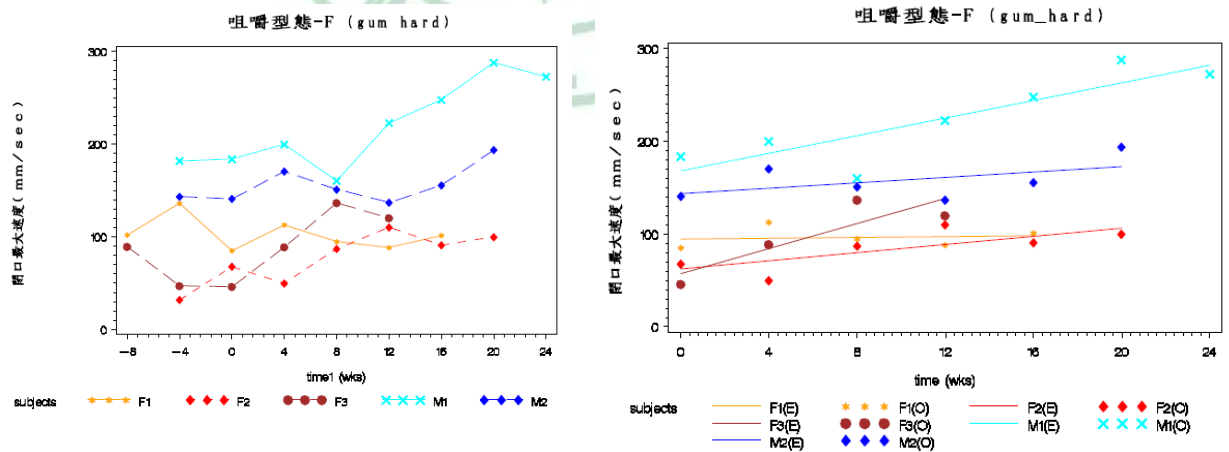 咀嚼型態-F (gum hard)
開口最大速度(mm/sec)
300
200
100
0
-8 -4 0 4 8 12 16 20 24
time1 (wks)
subjects F1 F2 F3 M1 M2
咀嚼型態-F (gum_hard)
開口最大速度(mm/sec)
300
200
100
0
0 4 8 12 16 20 24
time (wks)
subjects F1(E) F1(O) F2(E) F2(O)
F3(E) F3(O) M1(E) M1(O)
M2(E) M2(O)